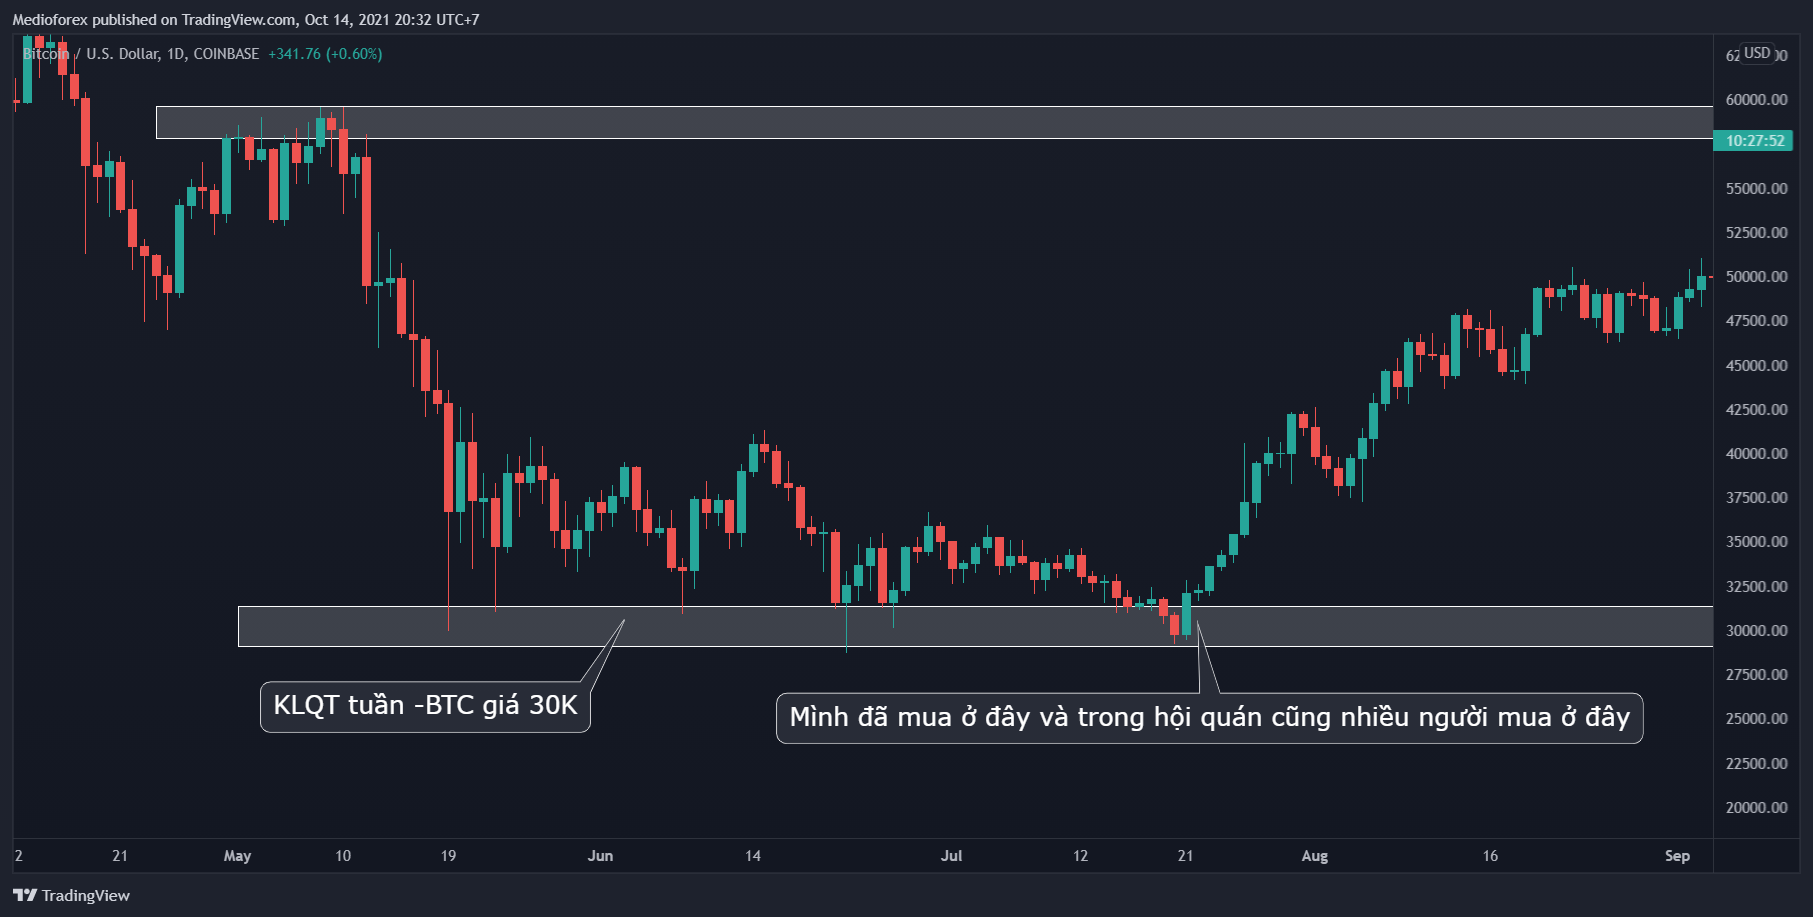 Medioforex published on TradingView.com, Oct 14, 2021 20:32 UTC+7
Bitcoin / U.S. Dollar, 1D, COINBASE +341.76 (+0.60%)
USD
60000.00
10:27:52
55000.00
52500.00
50000.00
47500.00
45000.00
42500.00
40000.00
37500.00
35000.00
32500.00
30000.00
27500.00
25000.00
22500.00
20000.00
KLQT tuần -BTC giá 30K
Mình đã mua ở đây và trong hội quán cũng nhiều người mua ở đây
2 21 May 10 19 Jun 14 Jul 12 21 Aug 16 Sep
TradingView